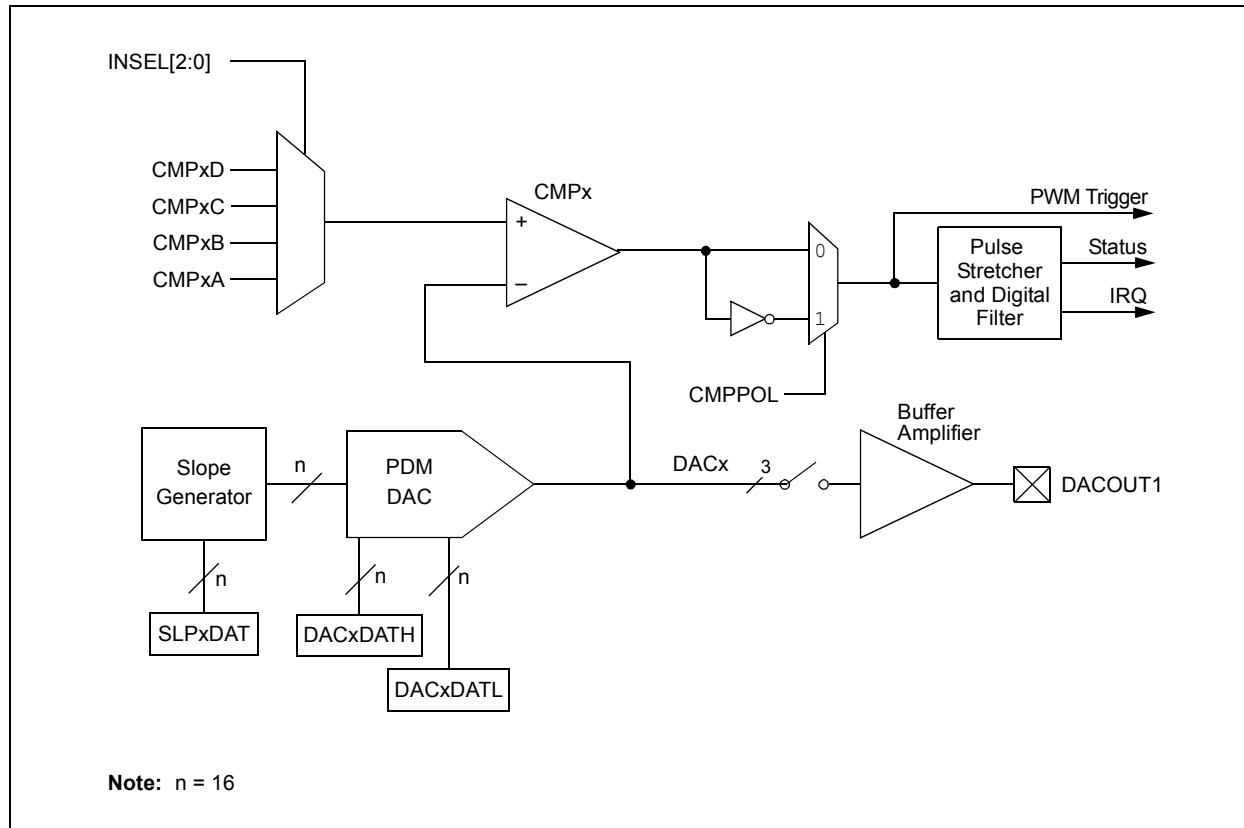 INSEL[2:0]
CMPxD
CMPxC
CMPxB
CMPxA
CMPx
+
–
0
1
CMPPOL
PWM Trigger
Pulse
Stretcher
and Digital
Filter
Status
IRQ
Slope
Generator
n
PDM
DAC
DACx
3
Buffer
Amplifier
DACOUT1
n
n
n
SLPxDAT
DACxDATH
DACxDATL
Note: n = 16